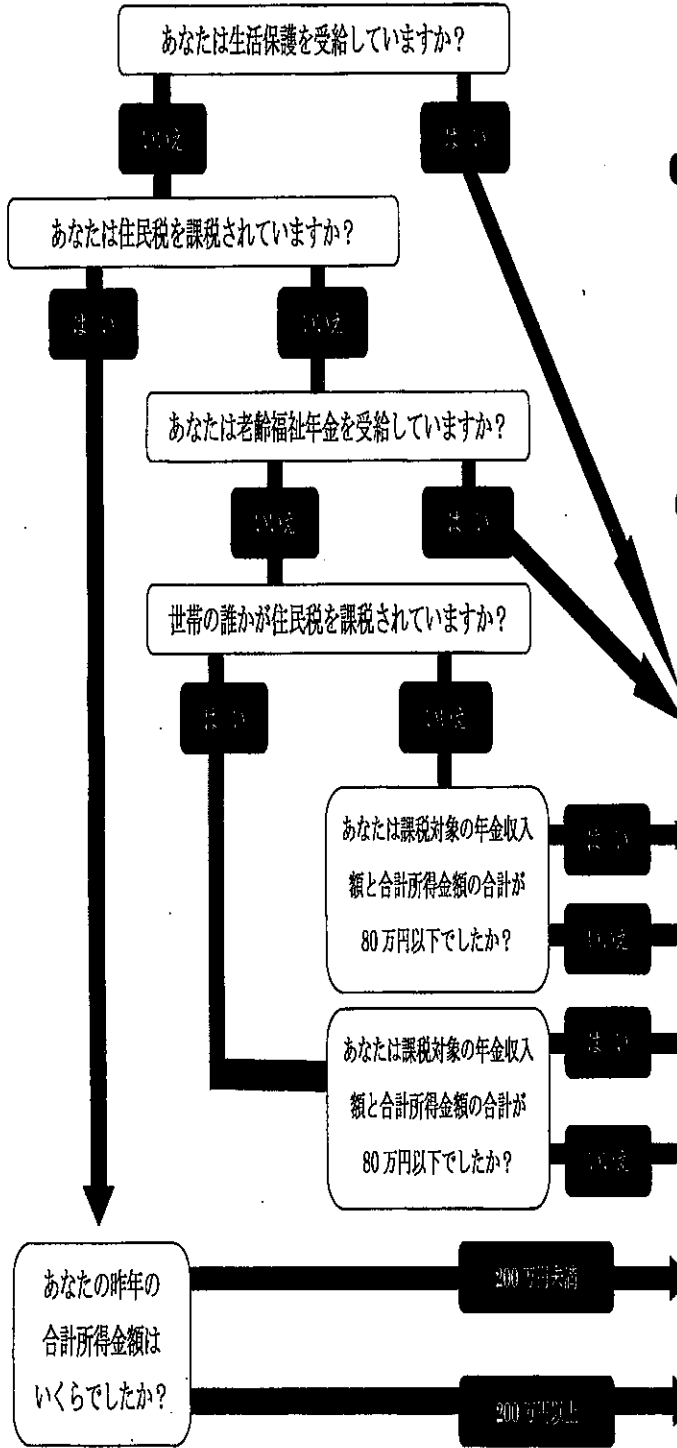 あなたは生活保護を受給していますか？
いいえ
はい
あなたは住民税を課税されていますか？
はい
いいえ
あなたは老齢福祉年金を受給していますか？
いいえ
はい
世帯の誰かが住民税を課税されていますか？
はい
いいえ
あなたは課税対象の年金収入
額と合計所得金額の合計が
80万円以下でしたか？
はい
いいえ
あなたは課税対象の年金収入
額と合計所得金額の合計が
80万円以下でしたか？
はい
いいえ
あなたの昨年の
合計所得金額は
いくらでしたか？
200万円未満
200万円以上